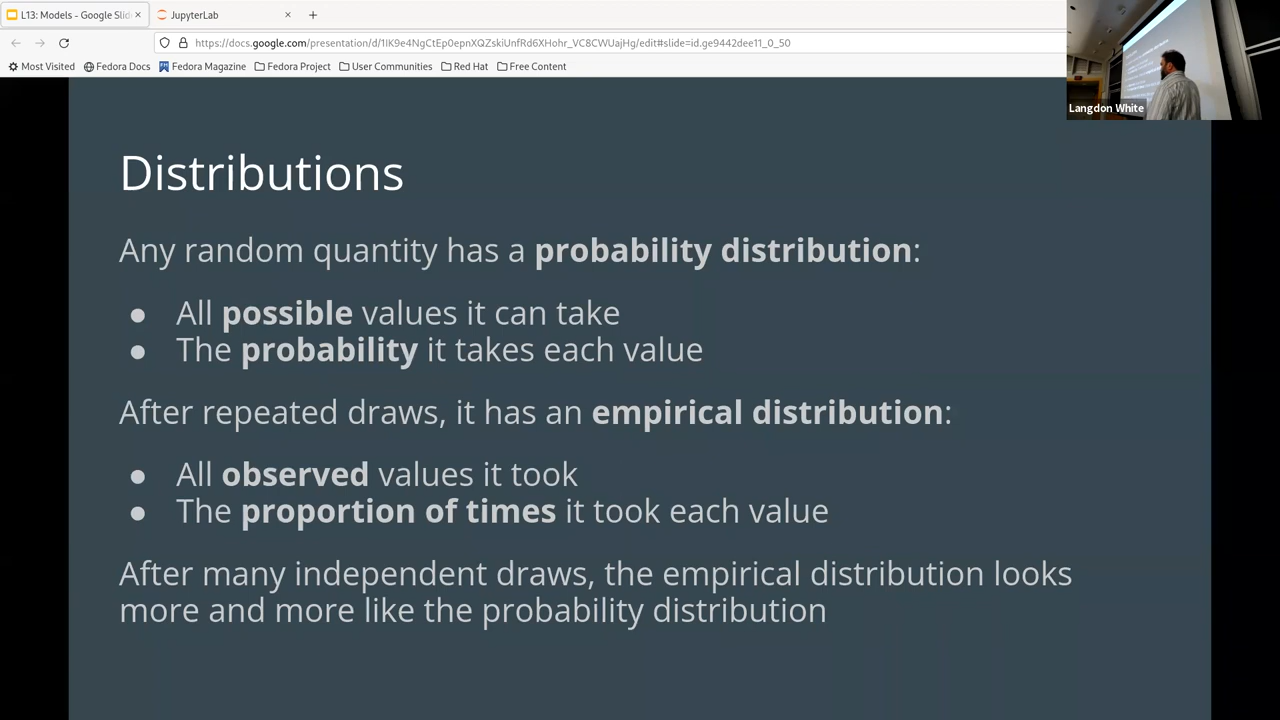 L13: Models - Google Slid
JupyterLab
https://docs.google.com/presentation/d/1IK9e4NgCtEp0epnXQZskiUnfRd6XHohr_VC8CWUajHg/edit#slide=id.ge9442dee11_0_50
Most Visited Fedora Docs Fedora Magazine Fedora Project User Communities Red Hat Free Content
Langdon White
Distributions
Any random quantity has a probability distribution:
● All possible values it can take
● The probability it takes each value
After repeated draws, it has an empirical distribution:
● All observed values it took
● The proportion of times it took each value
After many independent draws, the empirical distribution looks
more and more like the probability distribution